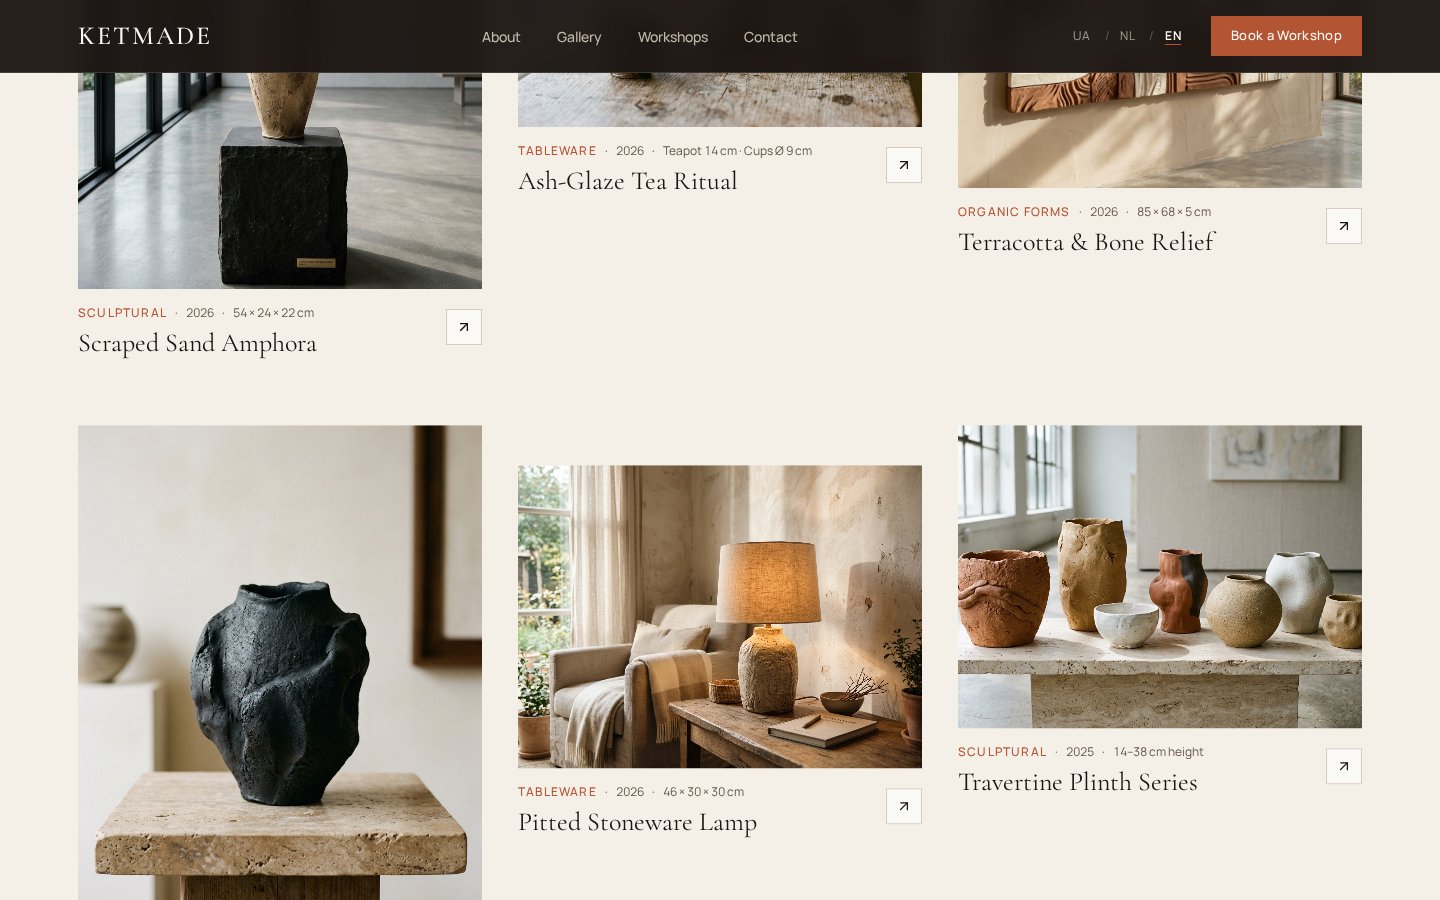 KETMADE
About Gallery Workshops Contact
UA / NL / EN
Book a Workshop
TABLEWARE · 2026 · Teapot 14 cm · Cups Ø 9 cm
Ash-Glaze Tea Ritual
ORGANIC FORMS · 2026 · 85 × 68 × 5 cm
Terracotta & Bone Relief
SCULPTURAL · 2026 · 54 × 24 × 22 cm
Scraped Sand Amphora
SCULPTURAL · 2025 · 14–38 cm height
Travertine Plinth Series
TABLEWARE · 2026 · 46 × 30 × 30 cm
Pitted Stoneware Lamp